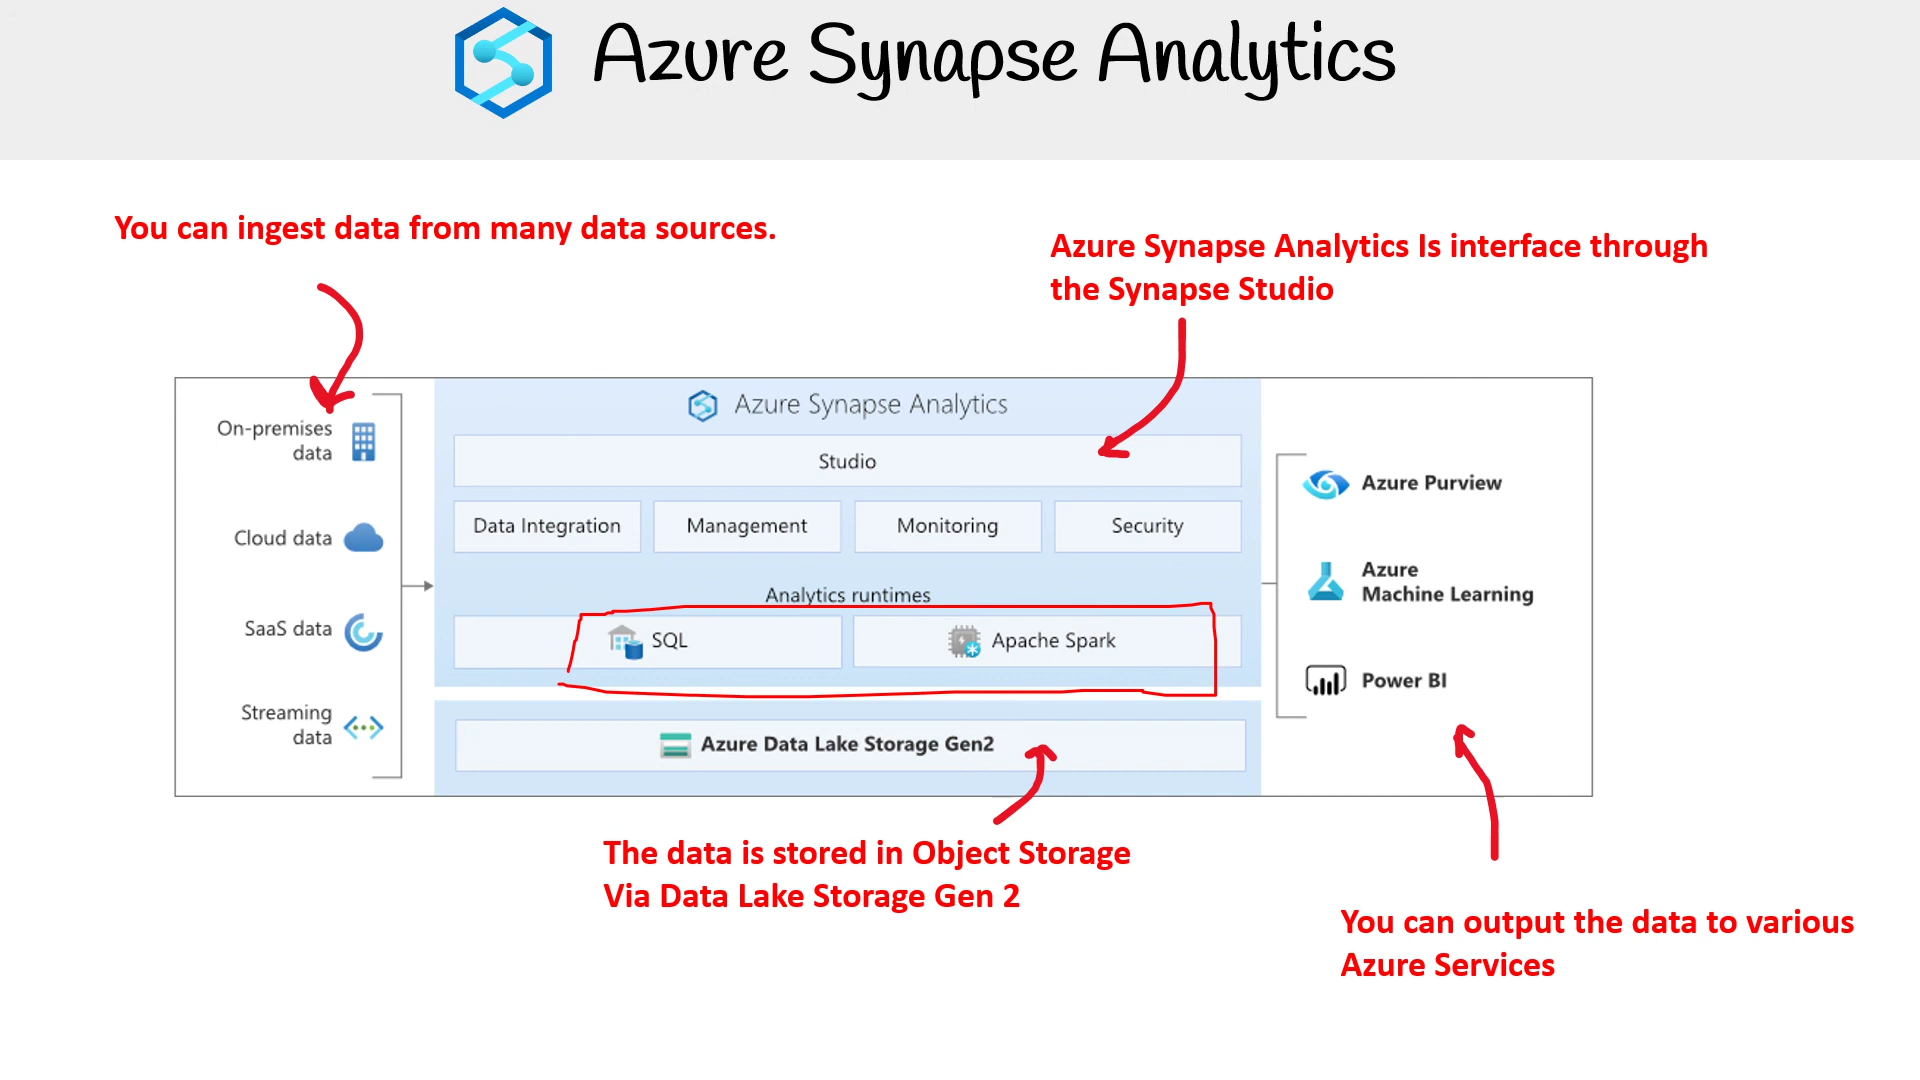 Azure Synapse Analytics
You can ingest data from many data sources.
Azure Synapse Analytics Is interface through
the Synapse Studio
On-premises
data
Cloud data
SaaS data
Streaming
data
Azure Synapse Analytics
Studio
Data Integration
Management
Monitoring
Security
Analytics runtimes
SQL
Apache Spark
Azure Data Lake Storage Gen2
Azure Purview
Azure
Machine Learning
Power BI
The data is stored in Object Storage
Via Data Lake Storage Gen 2
You can output the data to various
Azure Services